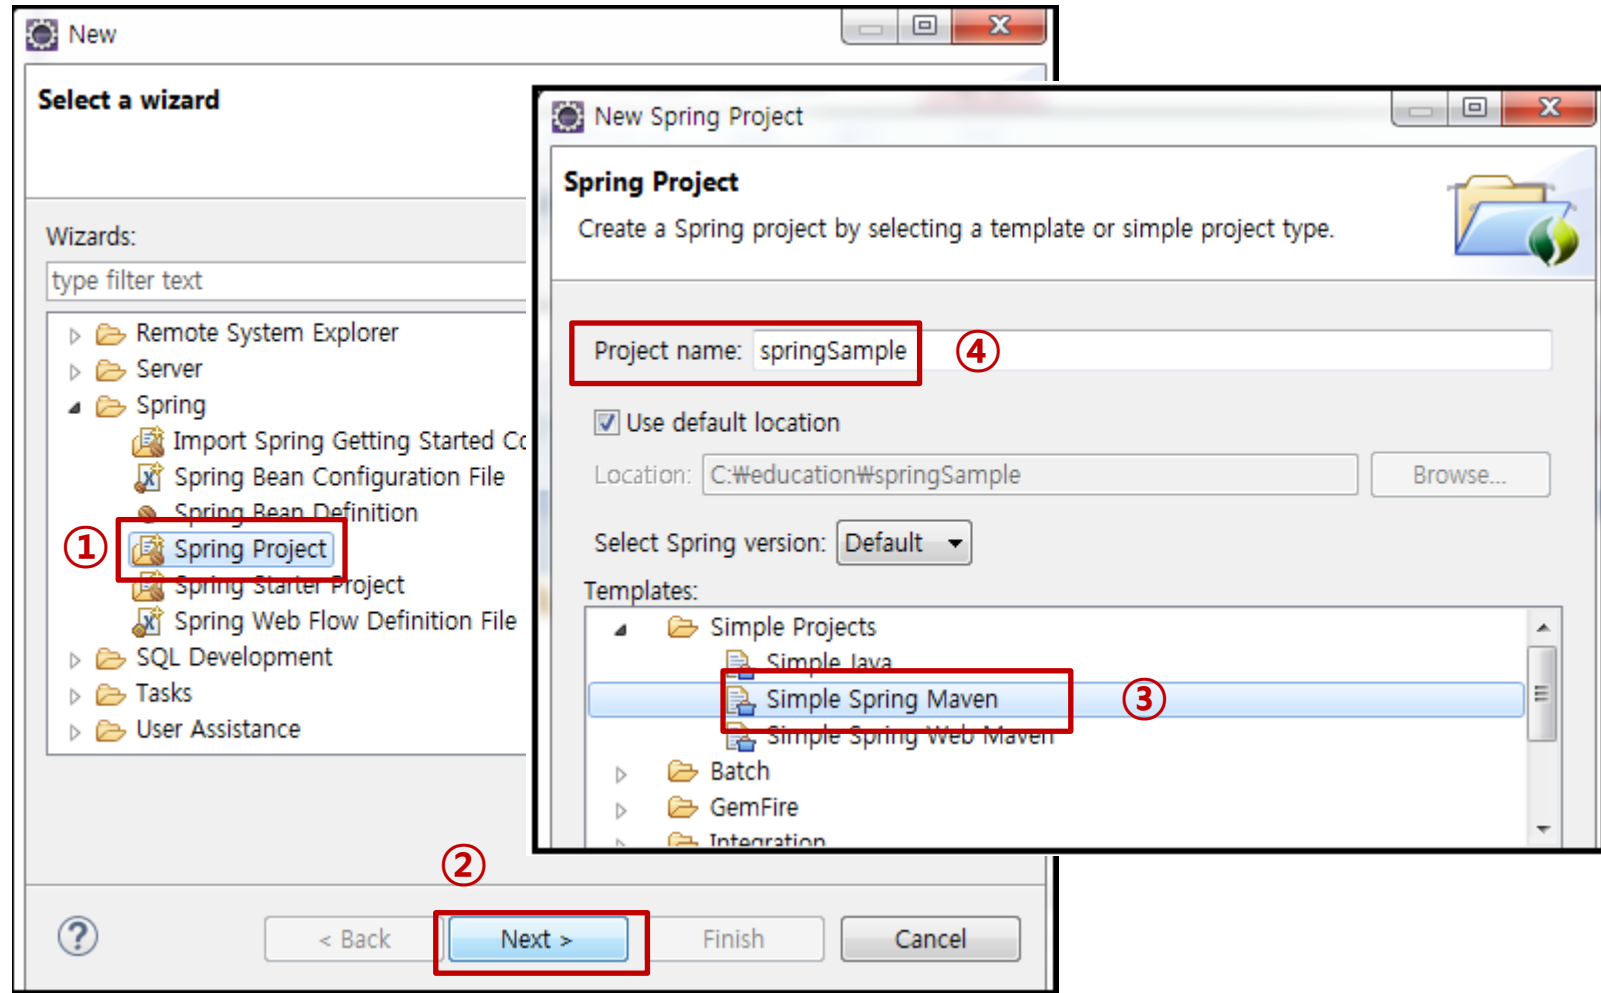 New
Select a wizard
Wizards:
type filter text
Remote System Explorer
Server
Spring
Import Spring Getting Started Co
Spring Bean Configuration File
Spring Bean Definition
①
Spring Project
Spring Starter Project
Spring Web Flow Definition File
SQL Development
Tasks
User Assistance
②
< Back
Next >
Finish
Cancel
New Spring Project
Spring Project
Create a Spring project by selecting a template or simple project type.
Project name: springSample ④
Use default location
Location: C:₩education₩springSample Browse...
Select Spring version: Default
Templates:
Simple Projects
Simple Java
Simple Spring Maven ③
Simple Spring Web Maven
Batch
GemFire
Integration